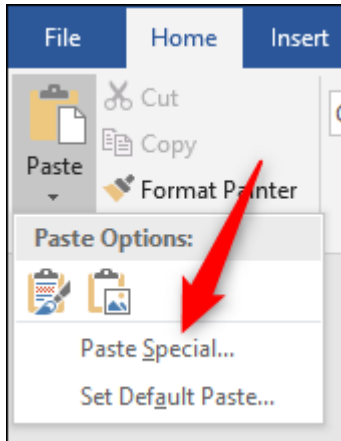 File Home Insert
Cut
Copy
Paste
Format Painter
Paste Options:
Paste Special...
Set Default Paste...